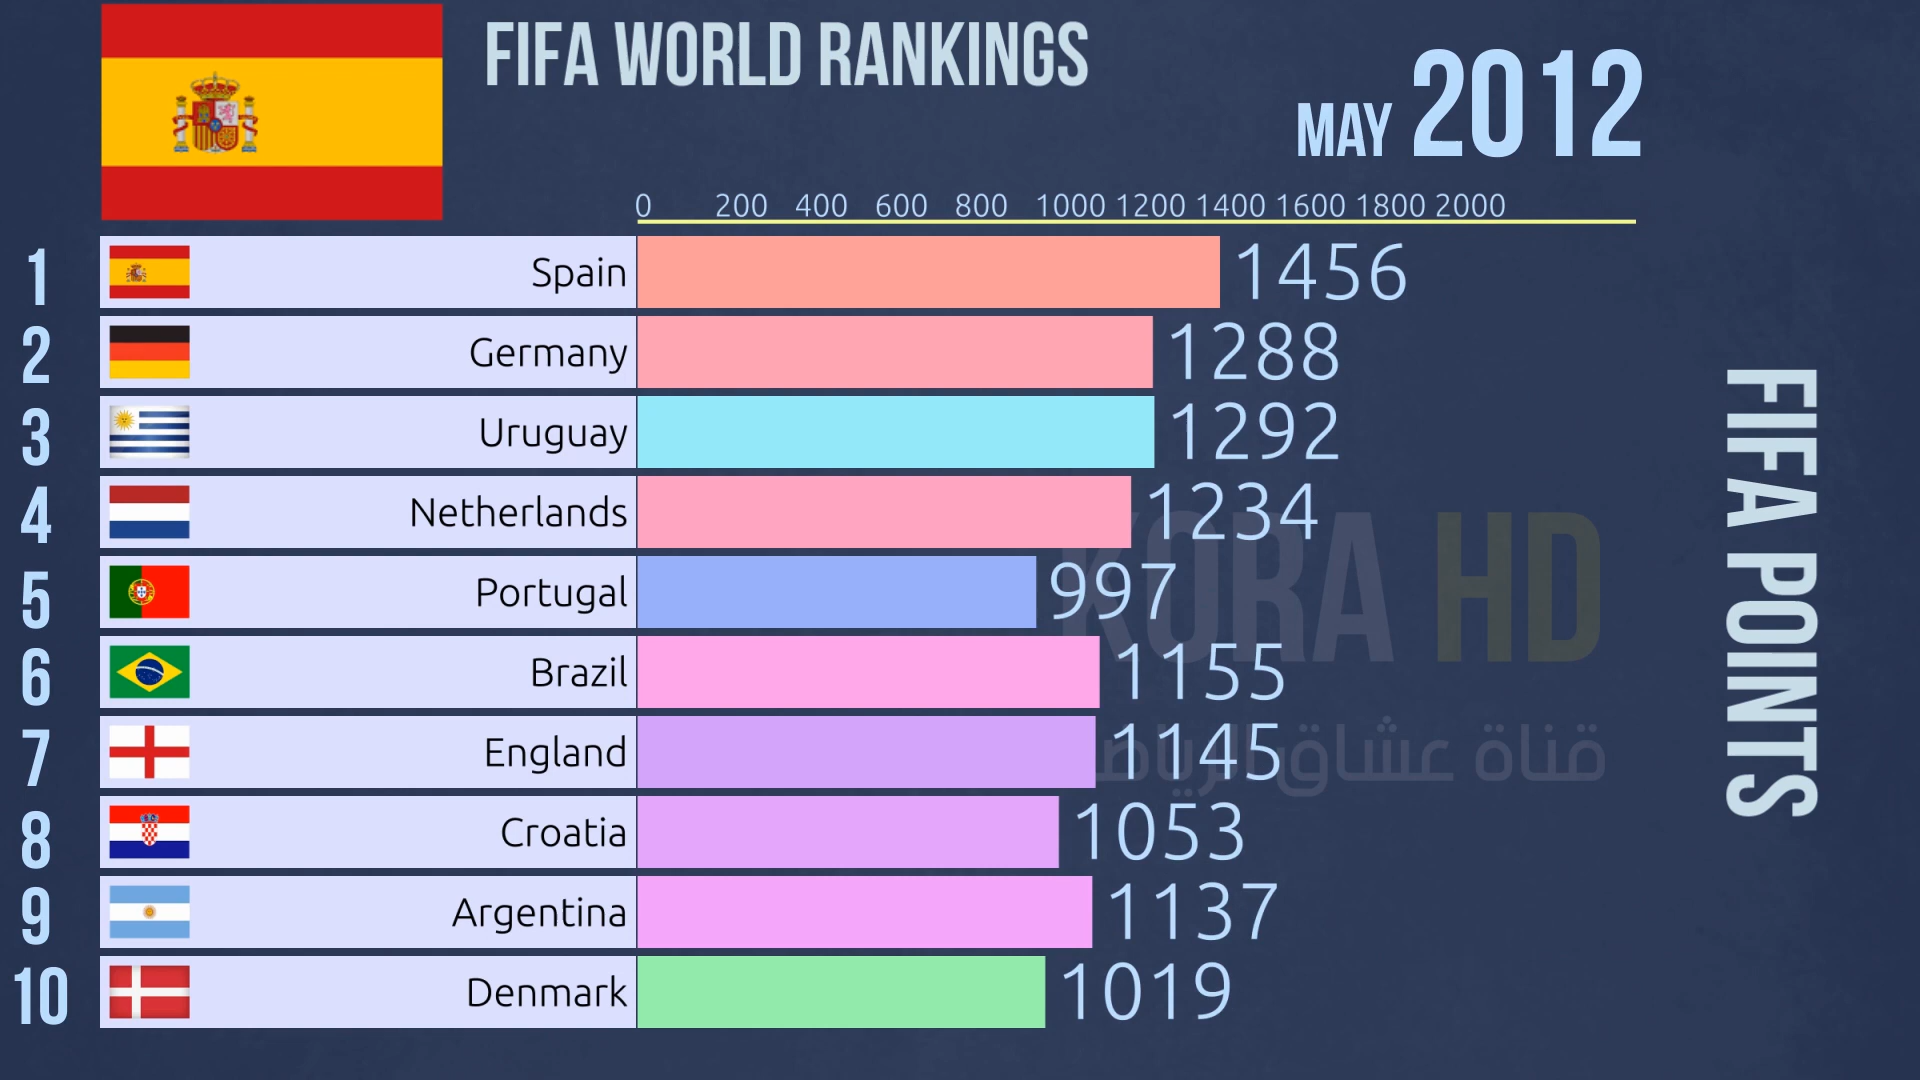 FIFA WORLD RANKINGS
MAY 2012
0 200 400 600 800 1000 1200 1400 1600 1800 2000
1 Spain 1456
2 Germany 1288
3 Uruguay 1292
4 Netherlands 1234
5 Portugal 997
6 Brazil 1155
7 England 1145
8 Croatia 1053
9 Argentina 1137
10 Denmark 1019
FIFA POINTS
KORA HD
قناة عشاق